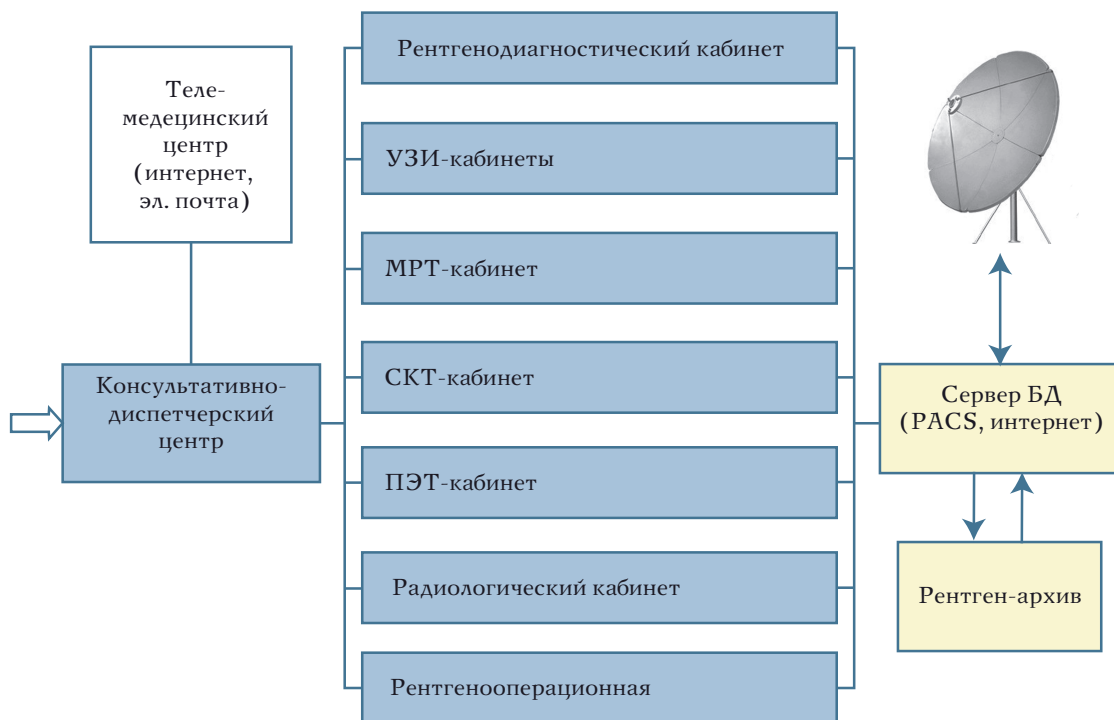 Теле-
медецинский
центр
(интернет,
эл. почта)
Консультативно-
диспетчерский
центр
Рентгенодиагностический кабинет
УЗИ-кабинеты
МРТ-кабинет
СКТ-кабинет
ПЭТ-кабинет
Радиологический кабинет
Рентгенооперационная
Сервер БД
(PACS, интернет)
Рентген-архив